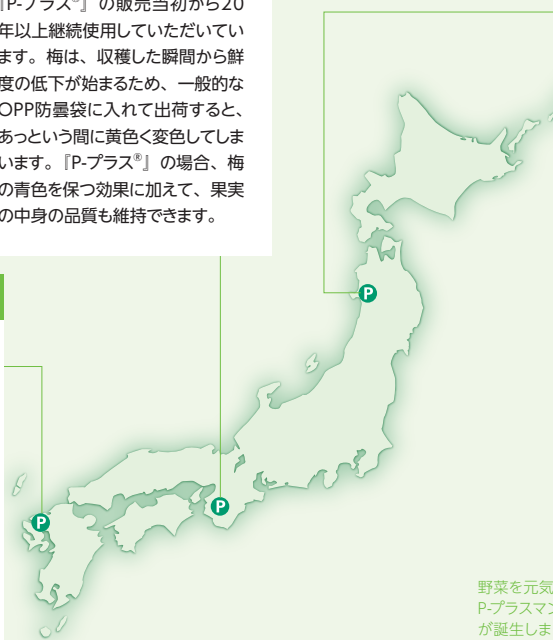 『P-プラス®』の販売当初から20
年以上継続使用していただいてい
ます。梅は、収穫した瞬間から鮮
度の低下が始まるため、一般的な
OPP防曇袋に入れて出荷すると、
あっという間に黄色く変色してしま
います。『P-プラス®』の場合、梅
の青色を保つ効果に加えて、果実
の中身の品質も維持できます。
P
P
P
野菜を元気
P-プラスマン
が誕生しま